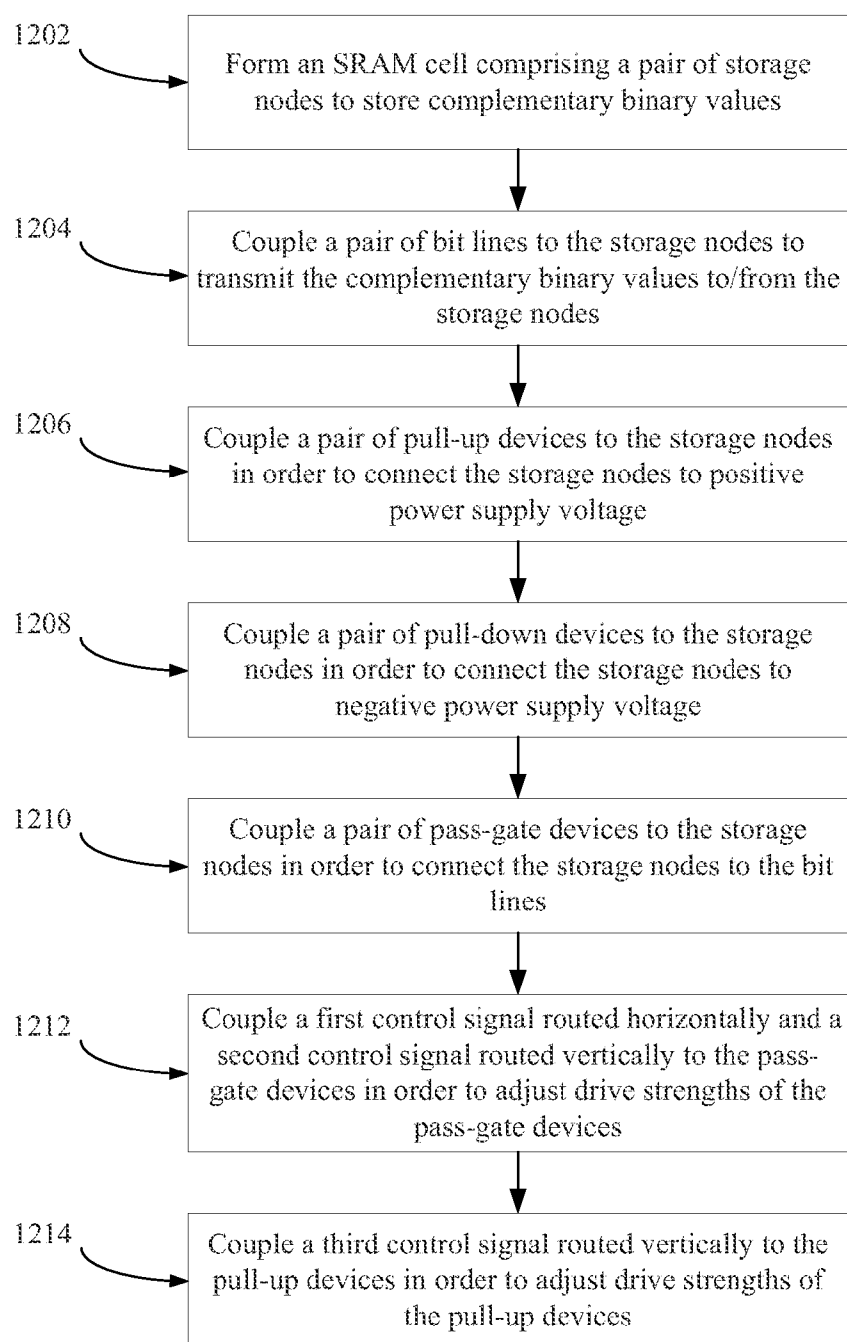 1202
Form an SRAM cell comprising a pair of storage
nodes to store complementary binary values
1204
Couple a pair of bit lines to the storage nodes to
transmit the complementary binary values to/from the
storage nodes
1206
Couple a pair of pull-up devices to the storage nodes
in order to connect the storage nodes to positive
power supply voltage
1208
Couple a pair of pull-down devices to the storage
nodes in order to connect the storage nodes to
negative power supply voltage
1210
Couple a pair of pass-gate devices to the storage
nodes in order to connect the storage nodes to the bit
lines
1212
Couple a first control signal routed horizontally and a
second control signal routed vertically to the pass-
gate devices in order to adjust drive strengths of the
pass-gate devices
1214
Couple a third control signal routed vertically to the
pull-up devices in order to adjust drive strengths of
the pull-up devices